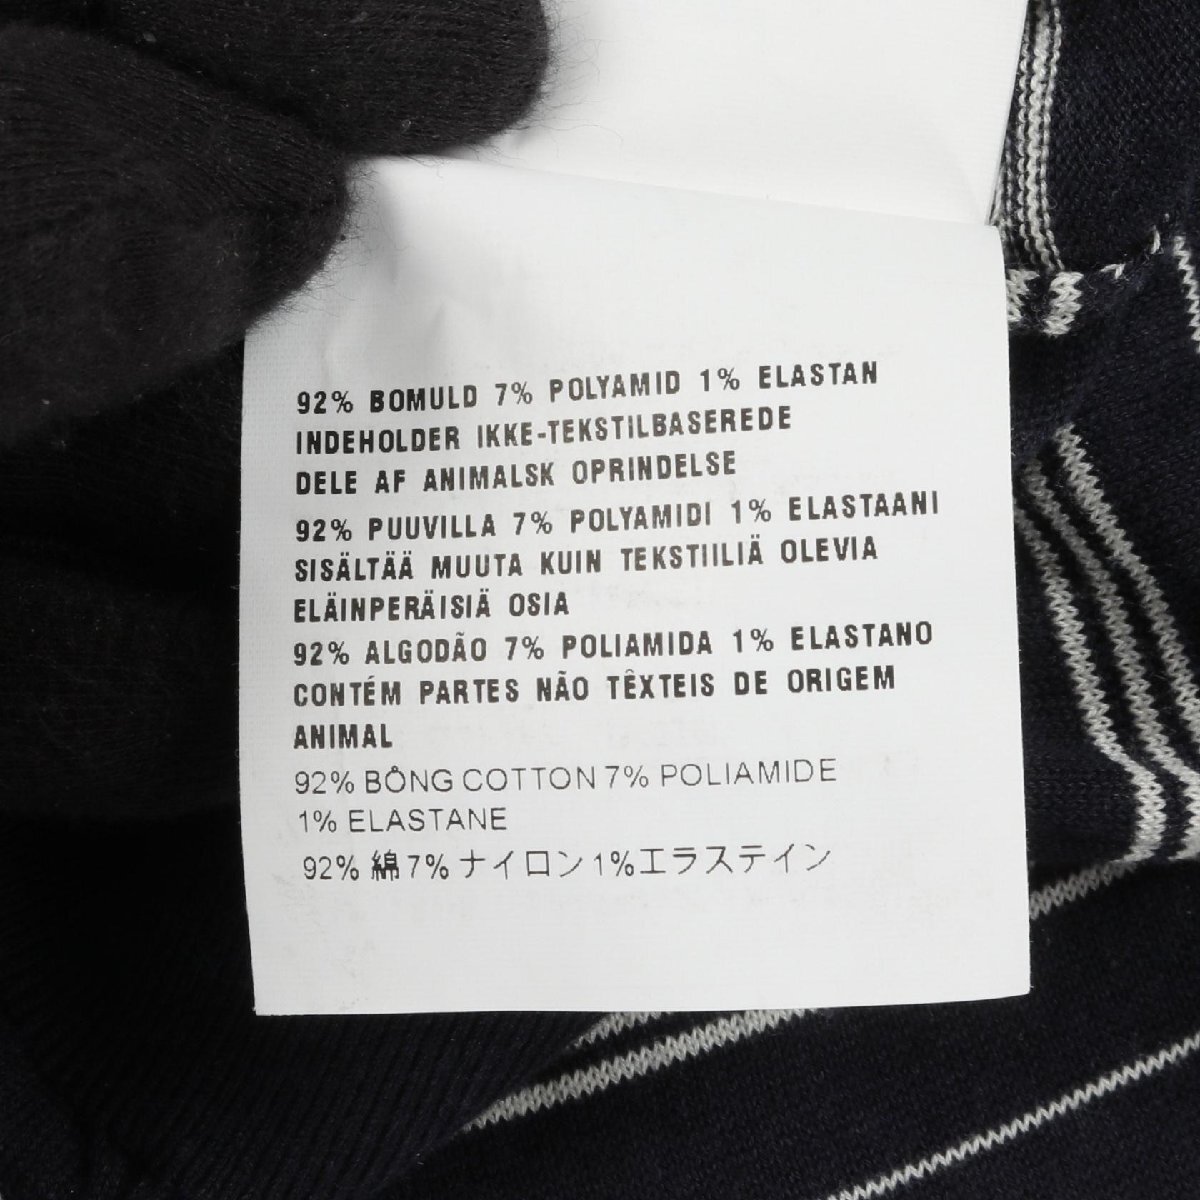 92% BOMULD 7% POLYAMID 1% ELASTAN
INDEHOLDER IKKE-TEKSTILBASEREDE
DELE AF ANIMALSK OPRINDELSE
92% PUUVILLA 7% POLYAMIDI 1% ELASTAANI
SISÄLTÄÄ MUUTA KUIN TEKSTIILIÄ OLEVIA
ELÄINPERÄISIÄ OSIA
92% ALGODÃO 7% POLIAMIDA 1% ELASTANO
CONTÉM PARTES NÃO TÊXTEIS DE ORIGEM
ANIMAL
92% BÔNG COTTON 7% POLIAMIDE
1% ELASTANE
92% 綿 7% ナイロン 1% エラステイン